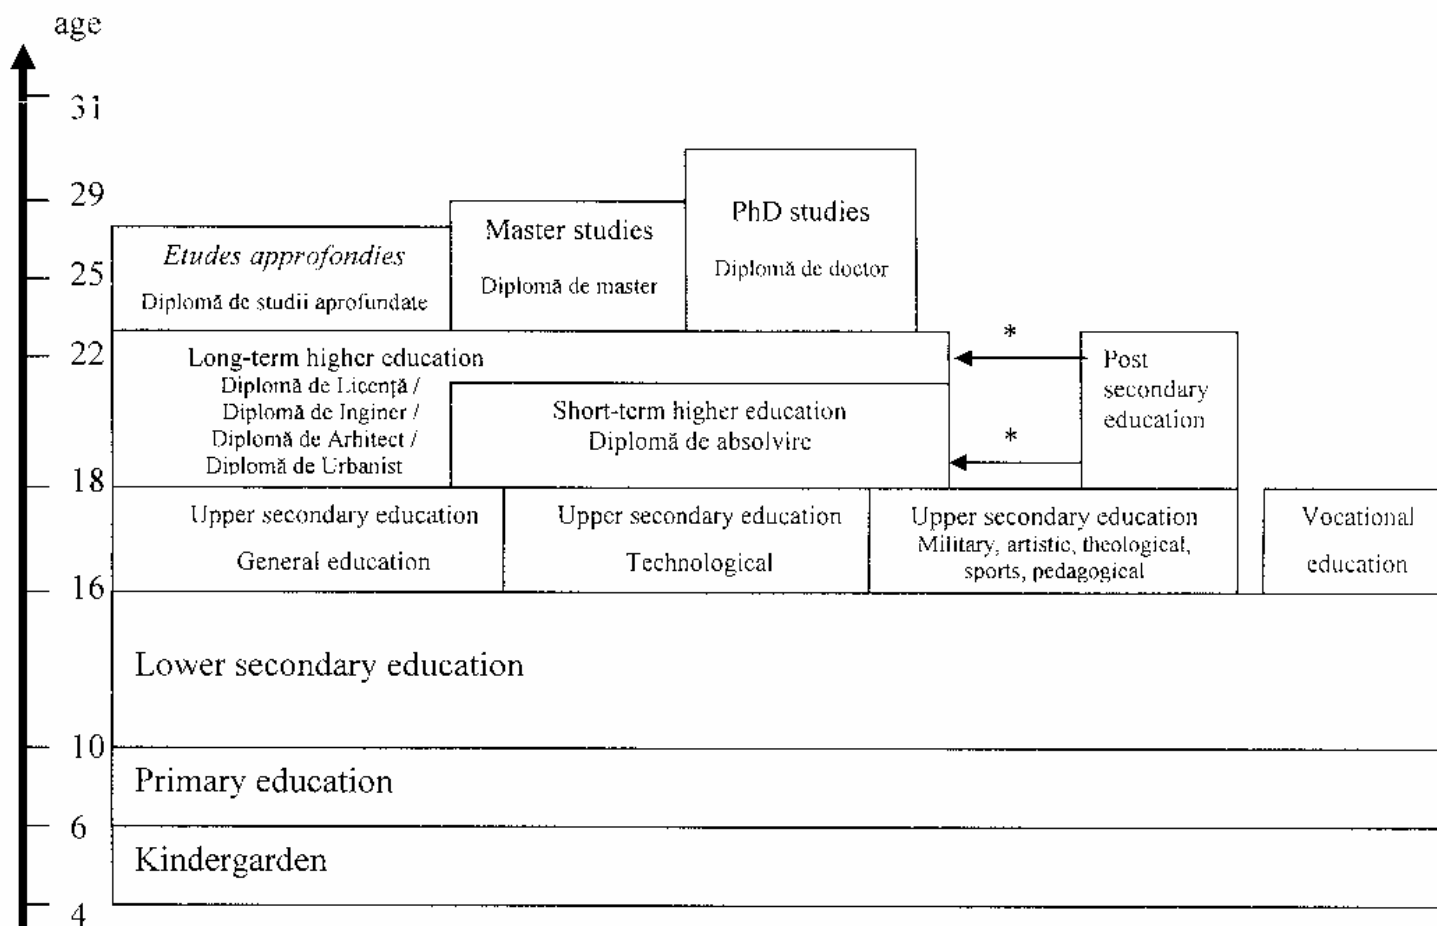 age
31
29
PhD studies
Diplomă de doctor
Master studies
Diplomă de master
Etudes approfondies
Diplomă de studii aprofundate
25
22
Long-term higher education
Diplomă de Licenţă /
Diplomă de Inginer /
Diplomă de Arhitect /
Diplomă de Urbanist
Short-term higher education
Diplomă de absolvire
*
*
Post
secondary
education
18
Upper secondary education
General education
Upper secondary education
Technological
Upper secondary education
Military, artistic, theological,
sports, pedagogical
Vocational
education
16
Lower secondary education
10
Primary education
6
Kindergarden
4